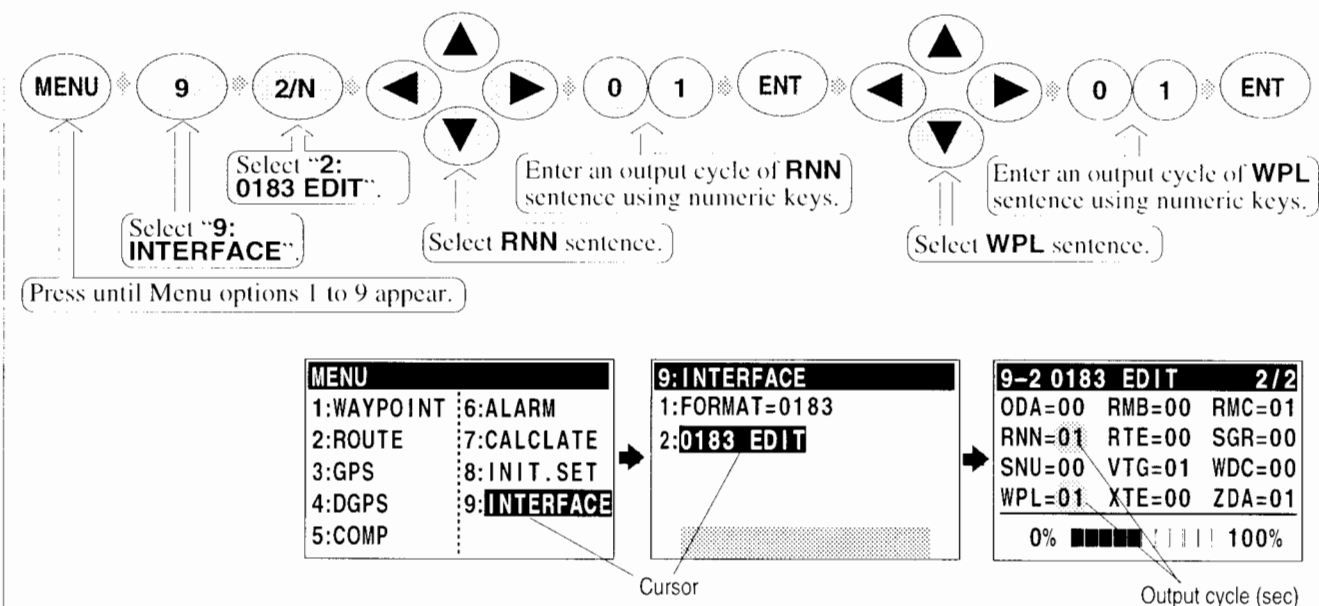 MENU 9 2/N 0 1 ENT 0 1 ENT
Select “2:
0183 EDIT”.
Enter an output cycle of RNN
sentence using numeric keys.
Enter an output cycle of WPL
sentence using numeric keys.
Select “9:
INTERFACE”.
Select RNN sentence.
Select WPL sentence.
Press until Menu options 1 to 9 appear.
MENU
1:WAYPOINT 6:ALARM
2:ROUTE 7:CALCLATE
3:GPS 8:INIT.SET
4:DGPS 9:INTERFACE
5:COMP
9:INTERFACE
1:FORMAT=0183
2:0183 EDIT
9-2 0183 EDIT 2/2
ODA=00 RMB=00 RMC=01
RNN=01 RTE=00 SGR=00
SNU=00 VTG=01 WDC=00
WPL=01 XTE=00 ZDA=01
0% 100%
Cursor
Output cycle (sec)